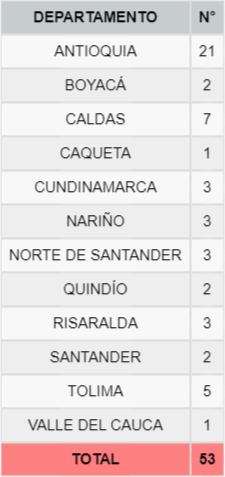 DEPARTAMENTO N°
ANTIOQUIA 21
BOYACÁ 2
CALDAS 7
CAQUETA 1
CUNDINAMARCA 3
NARIÑO 3
NORTE DE SANTANDER 3
QUINDÍO 2
RISARALDA 3
SANTANDER 2
TOLIMA 5
VALLE DEL CAUCA 1
TOTAL 53